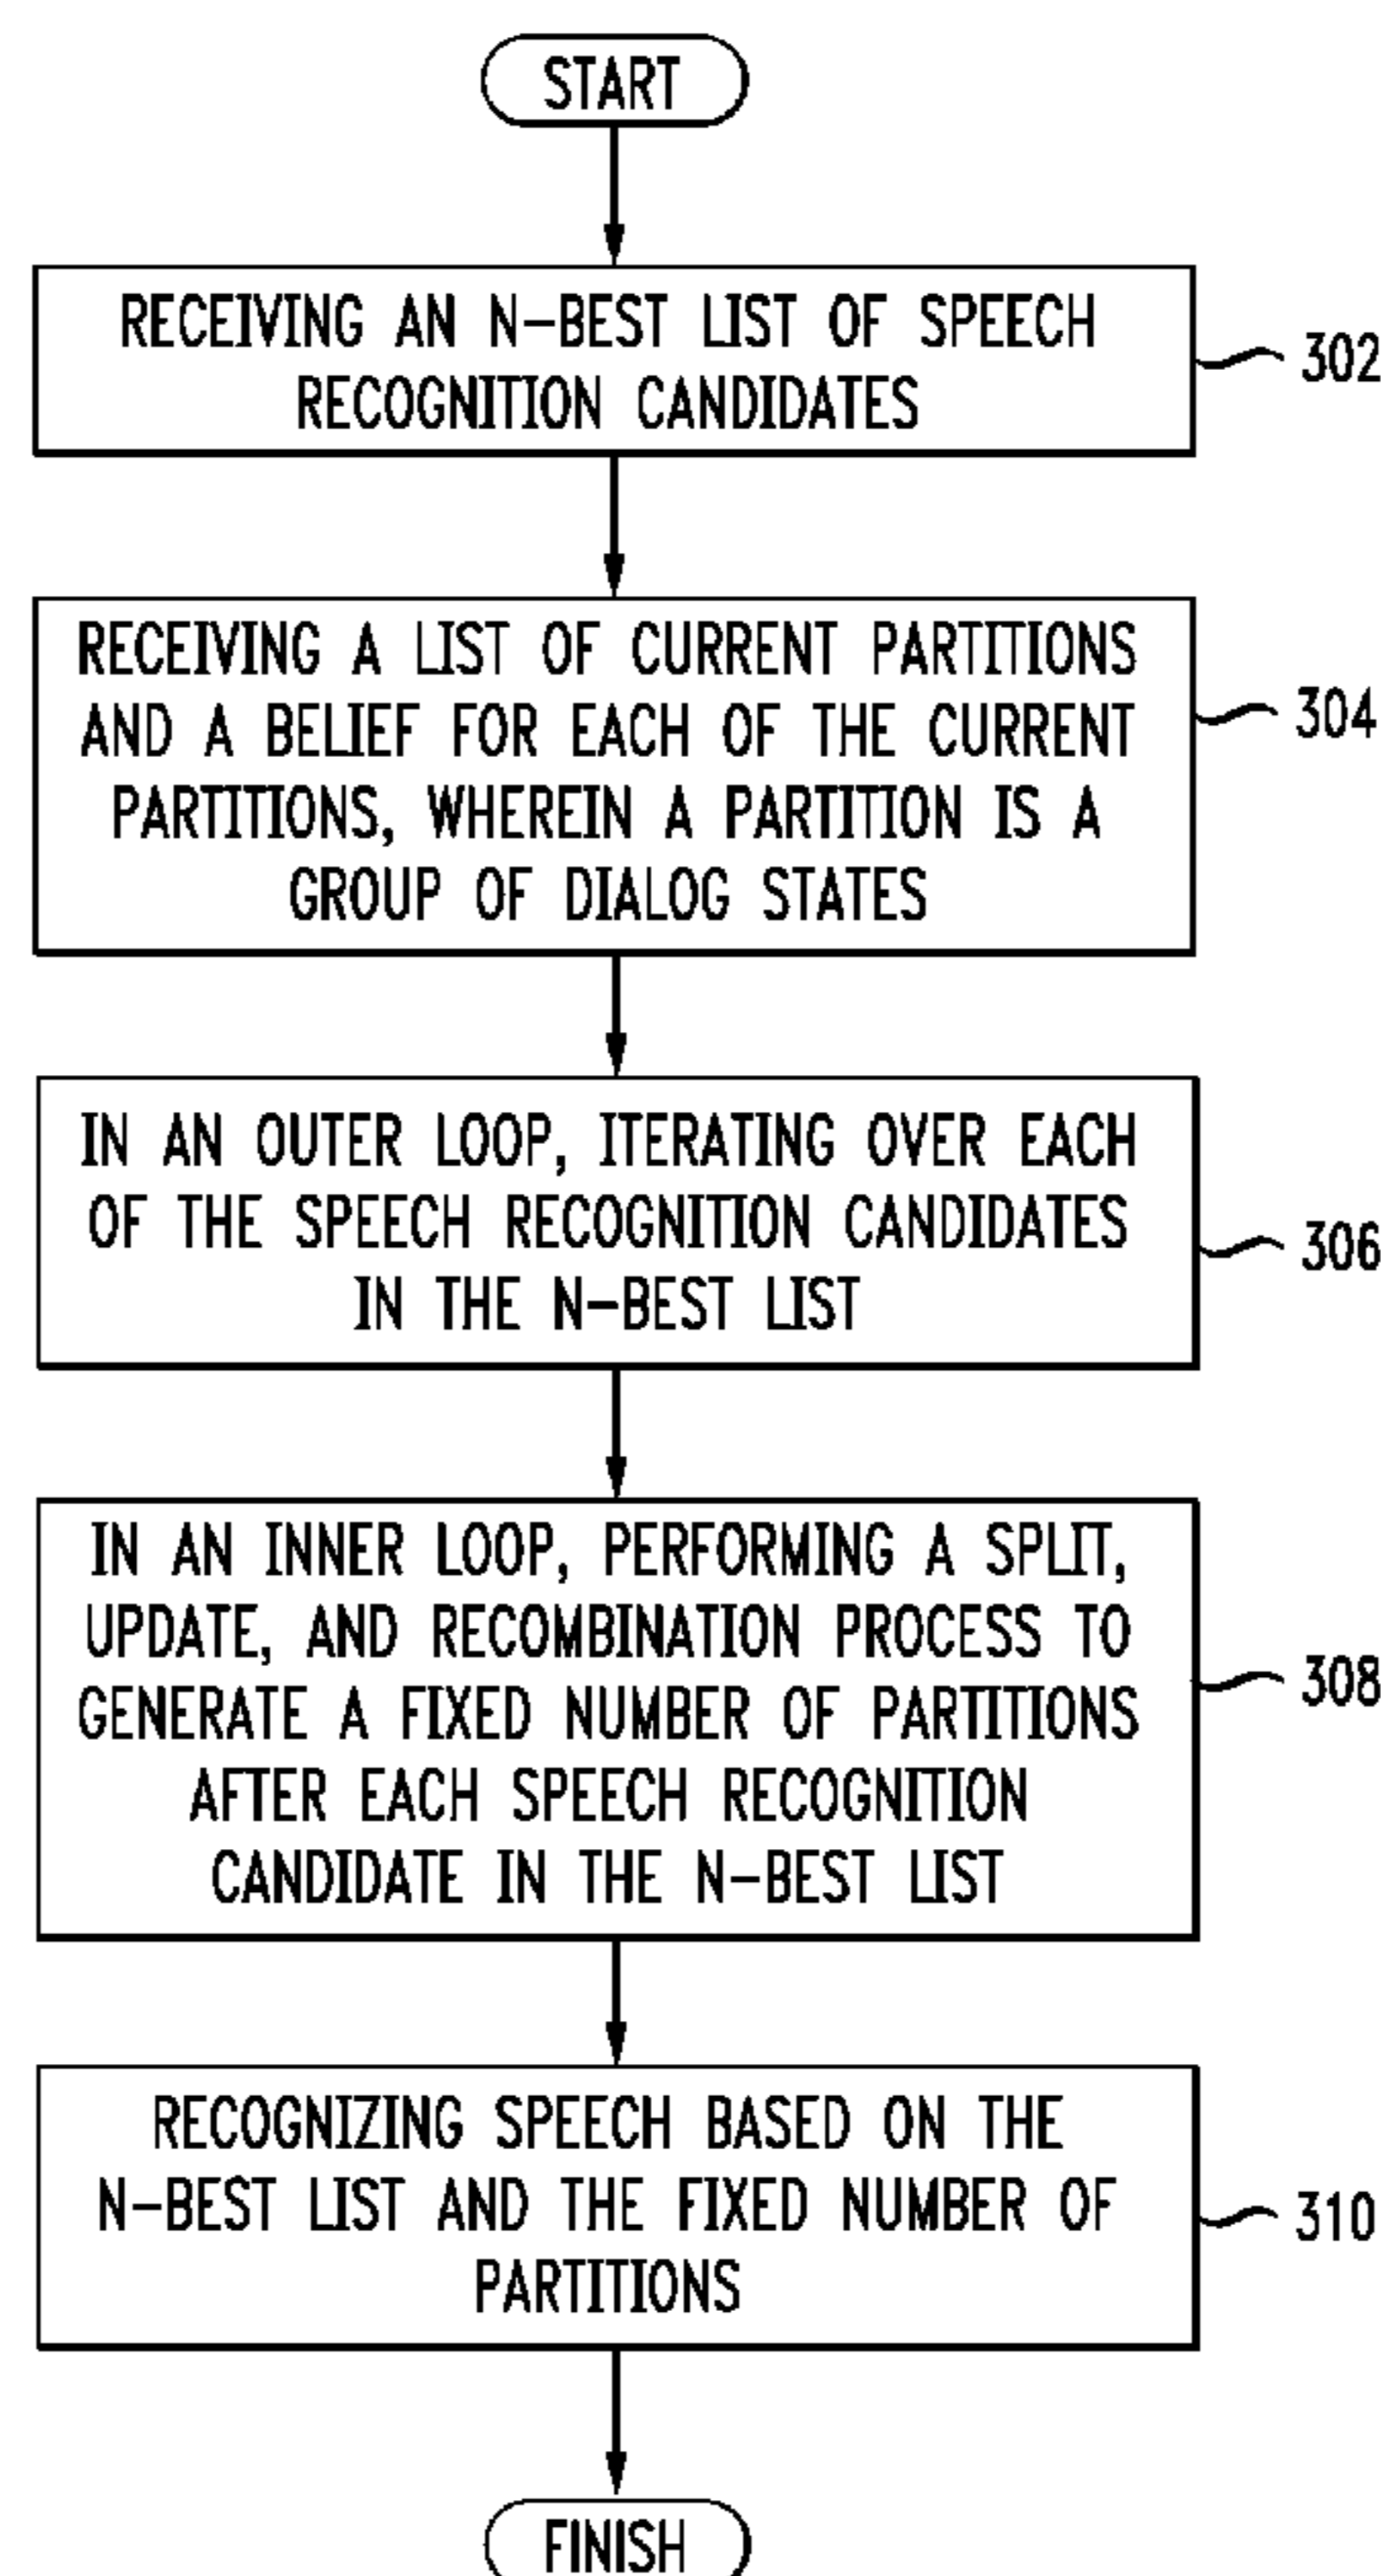 START
RECEIVING AN N-BEST LIST OF SPEECH
RECOGNITION CANDIDATES
302
RECEIVING A LIST OF CURRENT PARTITIONS
AND A BELIEF FOR EACH OF THE CURRENT
PARTITIONS, WHEREIN A PARTITION IS A
GROUP OF DIALOG STATES
304
IN AN OUTER LOOP, ITERATING OVER EACH
OF THE SPEECH RECOGNITION CANDIDATES
IN THE N-BEST LIST
306
IN AN INNER LOOP, PERFORMING A SPLIT,
UPDATE, AND RECOMBINATION PROCESS TO
GENERATE A FIXED NUMBER OF PARTITIONS
AFTER EACH SPEECH RECOGNITION
CANDIDATE IN THE N-BEST LIST
308
RECOGNIZING SPEECH BASED ON THE
N-BEST LIST AND THE FIXED NUMBER OF
PARTITIONS
310
FINISH